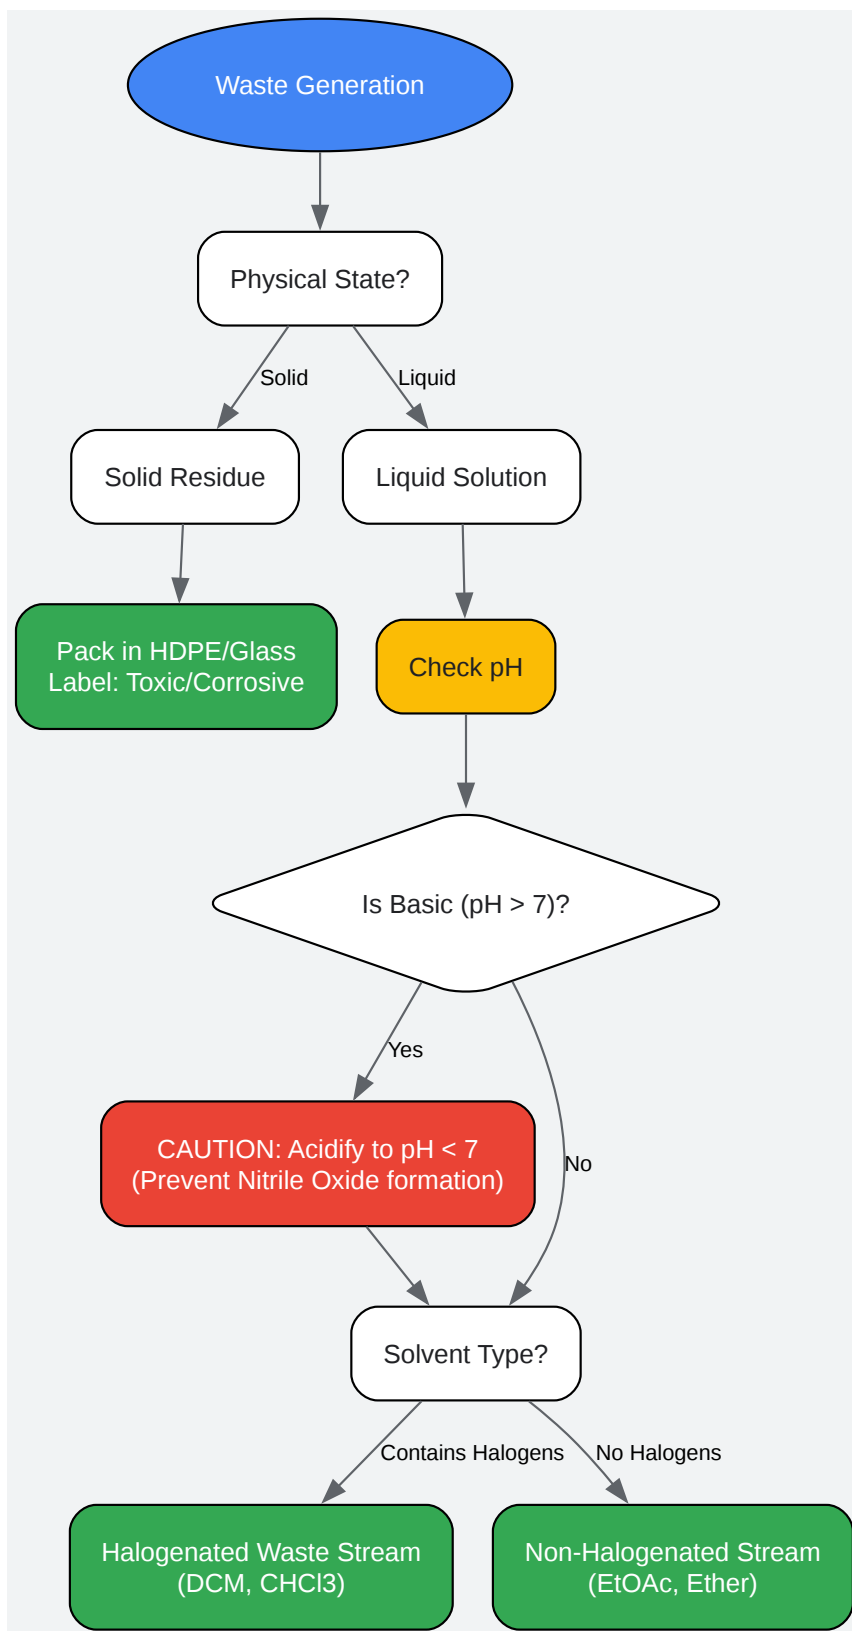 Waste Generation
Physical State?
Solid
Liquid
Solid Residue
Liquid Solution
Pack in HDPE/Glass
Label: Toxic/Corrosive
Check pH
Is Basic (pH > 7)?
Yes
CAUTION: Acidify to pH < 7
(Prevent Nitrile Oxide formation)
No
Solvent Type?
Contains Halogens
No Halogens
Halogenated Waste Stream
(DCM, CHCl3)
Non-Halogenated Stream
(EtOAc, Ether)